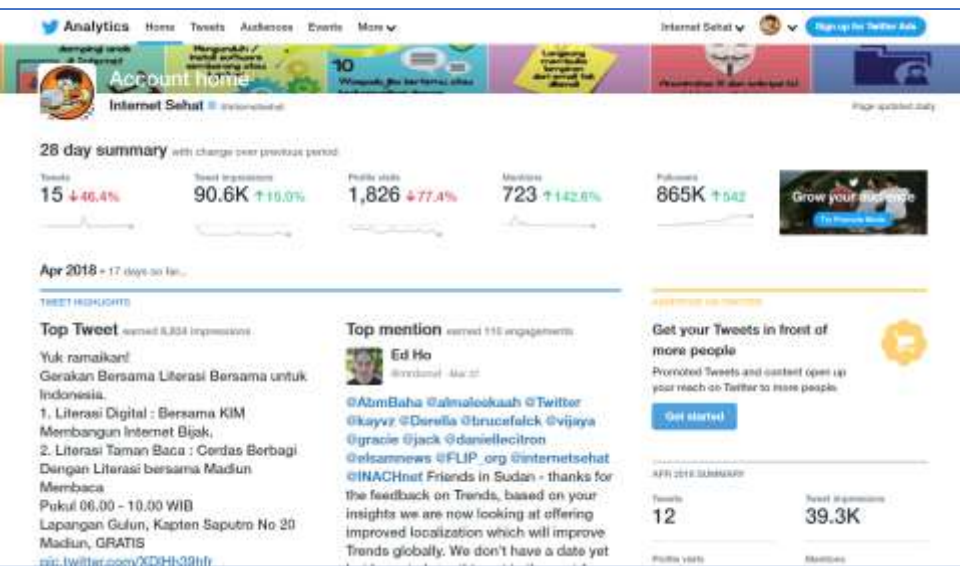 Analytics Home Tweets Audiences Events More
Internet Sehat
Sign up for Twitter Ads
Account home
Internet Sehat @internetsehat
Page updated daily
28 day summary with change over previous period
Tweets
15 ↓46.4%
Tweet impressions
90.6K
Profile visits
1,826 ↓77.4%
Mentions
723 ↑142.6%
Followers
865K ↑542
Grow your audience
Try Promote Mode
Apr 2018 • 17 days so far...
TWEET HIGHLIGHTS
Top Tweet earned impressions
Yuk ramaikan!
Gerakan Bersama Literasi Bersama untuk
Indonesia.
1. Literasi Digital : Bersama KIM
Membangun Internet Bijak,
2. Literasi Taman Baca : Cerdas Berbagi
Dengan Literasi bersama Madiun
Membaca
Pukul 06.00 - 10.00 WIB
Lapangan Gulun, Kapten Saputro No 20
Madiun, GRATIS
Top mention earned 110 engagements
Ed Ho
@AbmBaha @almaleekaah @Twitter
@kayvz @Derella @brucefalck @vijaya
@gracie @jack @daniellecitron
@elsamnews @FLIP_org @internetsehat
@INACHnet Friends in Sudan - thanks for
the feedback on Trends, based on your
insights we are now looking at offering
improved localization which will improve
Trends globally. We don't have a date yet
ADVERTISE ON TWITTER
Get your Tweets in front of
more people
Promoted Tweets and content open up
your reach on Twitter to more people.
Get started
APR 2018 SUMMARY
Tweets
12
Tweet impressions
39.3K
Profile visits
Mentions